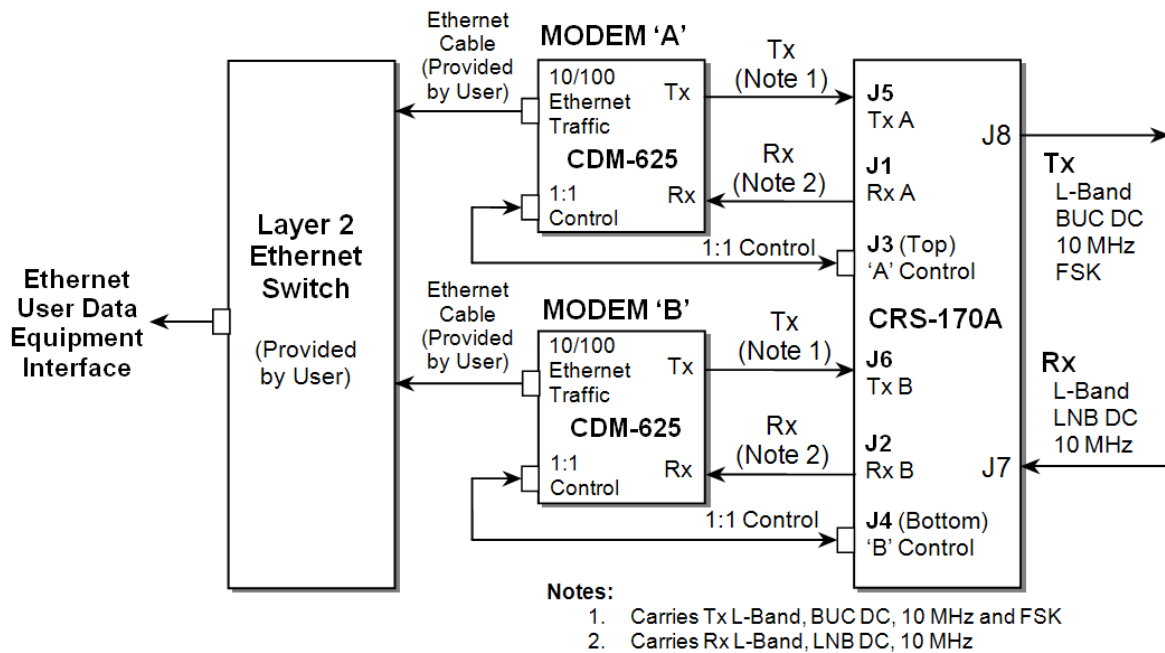 Ethernet
User Data
Equipment
Interface
Layer 2
Ethernet
Switch
(Provided
by User)
Ethernet
Cable
(Provided
by User)
MODEM ‘A’
10/100
Ethernet
Traffic
Tx
CDM-625
1:1
Control
Rx
Tx
(Note 1)
Rx
(Note 2)
1:1 Control
Ethernet
Cable
(Provided
by User)
MODEM ‘B’
10/100
Ethernet
Traffic
Tx
CDM-625
1:1
Control
Rx
Tx
(Note 1)
Rx
(Note 2)
1:1 Control
J5
Tx A
J1
Rx A
J3 (Top)
‘A’ Control
CRS-170A
J6
Tx B
J2
Rx B
J4 (Bottom)
‘B’ Control
J8
J7
Tx
L-Band
BUC DC
10 MHz
FSK
Rx
L-Band
LNB DC
10 MHz
Notes:
1. Carries Tx L-Band, BUC DC, 10 MHz and FSK
2. Carries Rx L-Band, LNB DC, 10 MHz